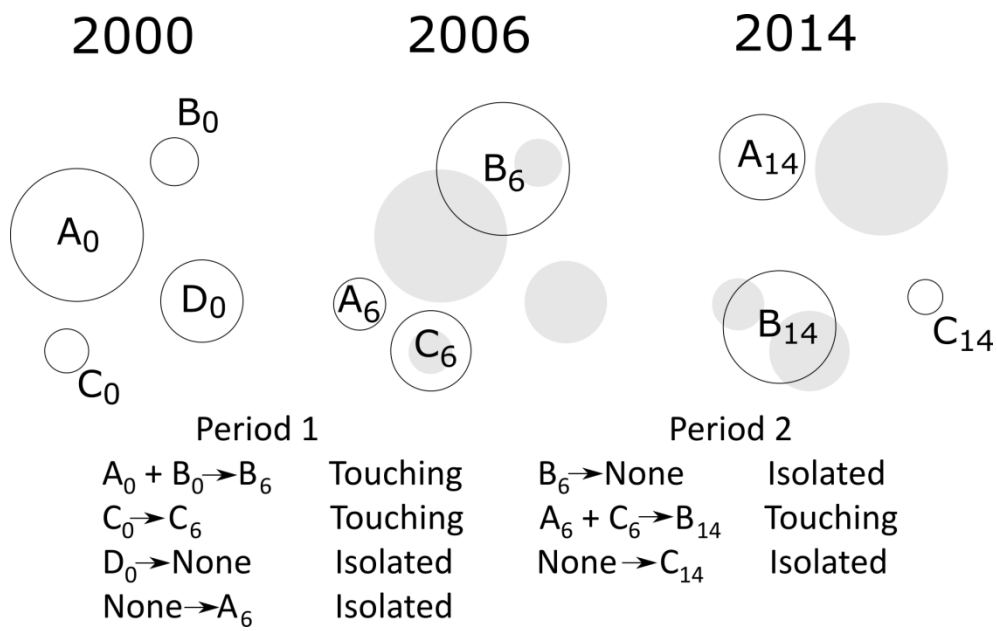 2000 2006 2014
B₀
A₀
D₀
C₀
B₆
A₆
C₆
A₁₄
B₁₄
C₁₄
Period 1
A₀ + B₀→B₆ Touching
C₀→C₆ Touching
D₀→None Isolated
None→A₆ Isolated
Period 2
B₆→None Isolated
A₆ + C₆→B₁₄ Touching
None→C₁₄ Isolated